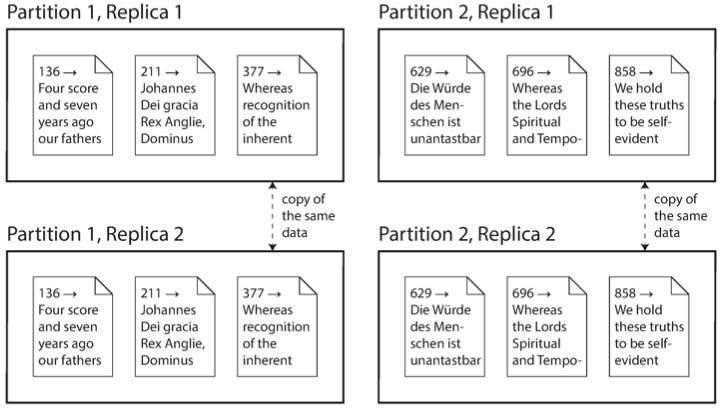 Partition 1, Replica 1
136 →
Four score
and seven
years ago
our fathers
211 →
Johannes
Dei gracia
Rex Anglie,
Dominus
377 →
Whereas
recognition
of the
inherent
Partition 2, Replica 1
629 →
Die Würde
des Men-
schen ist
unantastbar
696 →
Whereas
the Lords
Spiritual
and Tempo-
858 →
We hold
these truths
to be self-
evident
copy of
the same
data
copy of
the same
data
Partition 1, Replica 2
136 →
Four score
and seven
years ago
our fathers
211 →
Johannes
Dei gracia
Rex Anglie,
Dominus
377 →
Whereas
recognition
of the
inherent
Partition 2, Replica 2
629 →
Die Würde
des Men-
schen ist
unantastbar
696 →
Whereas
the Lords
Spiritual
and Tempo-
858 →
We hold
these truths
to be self-
evident